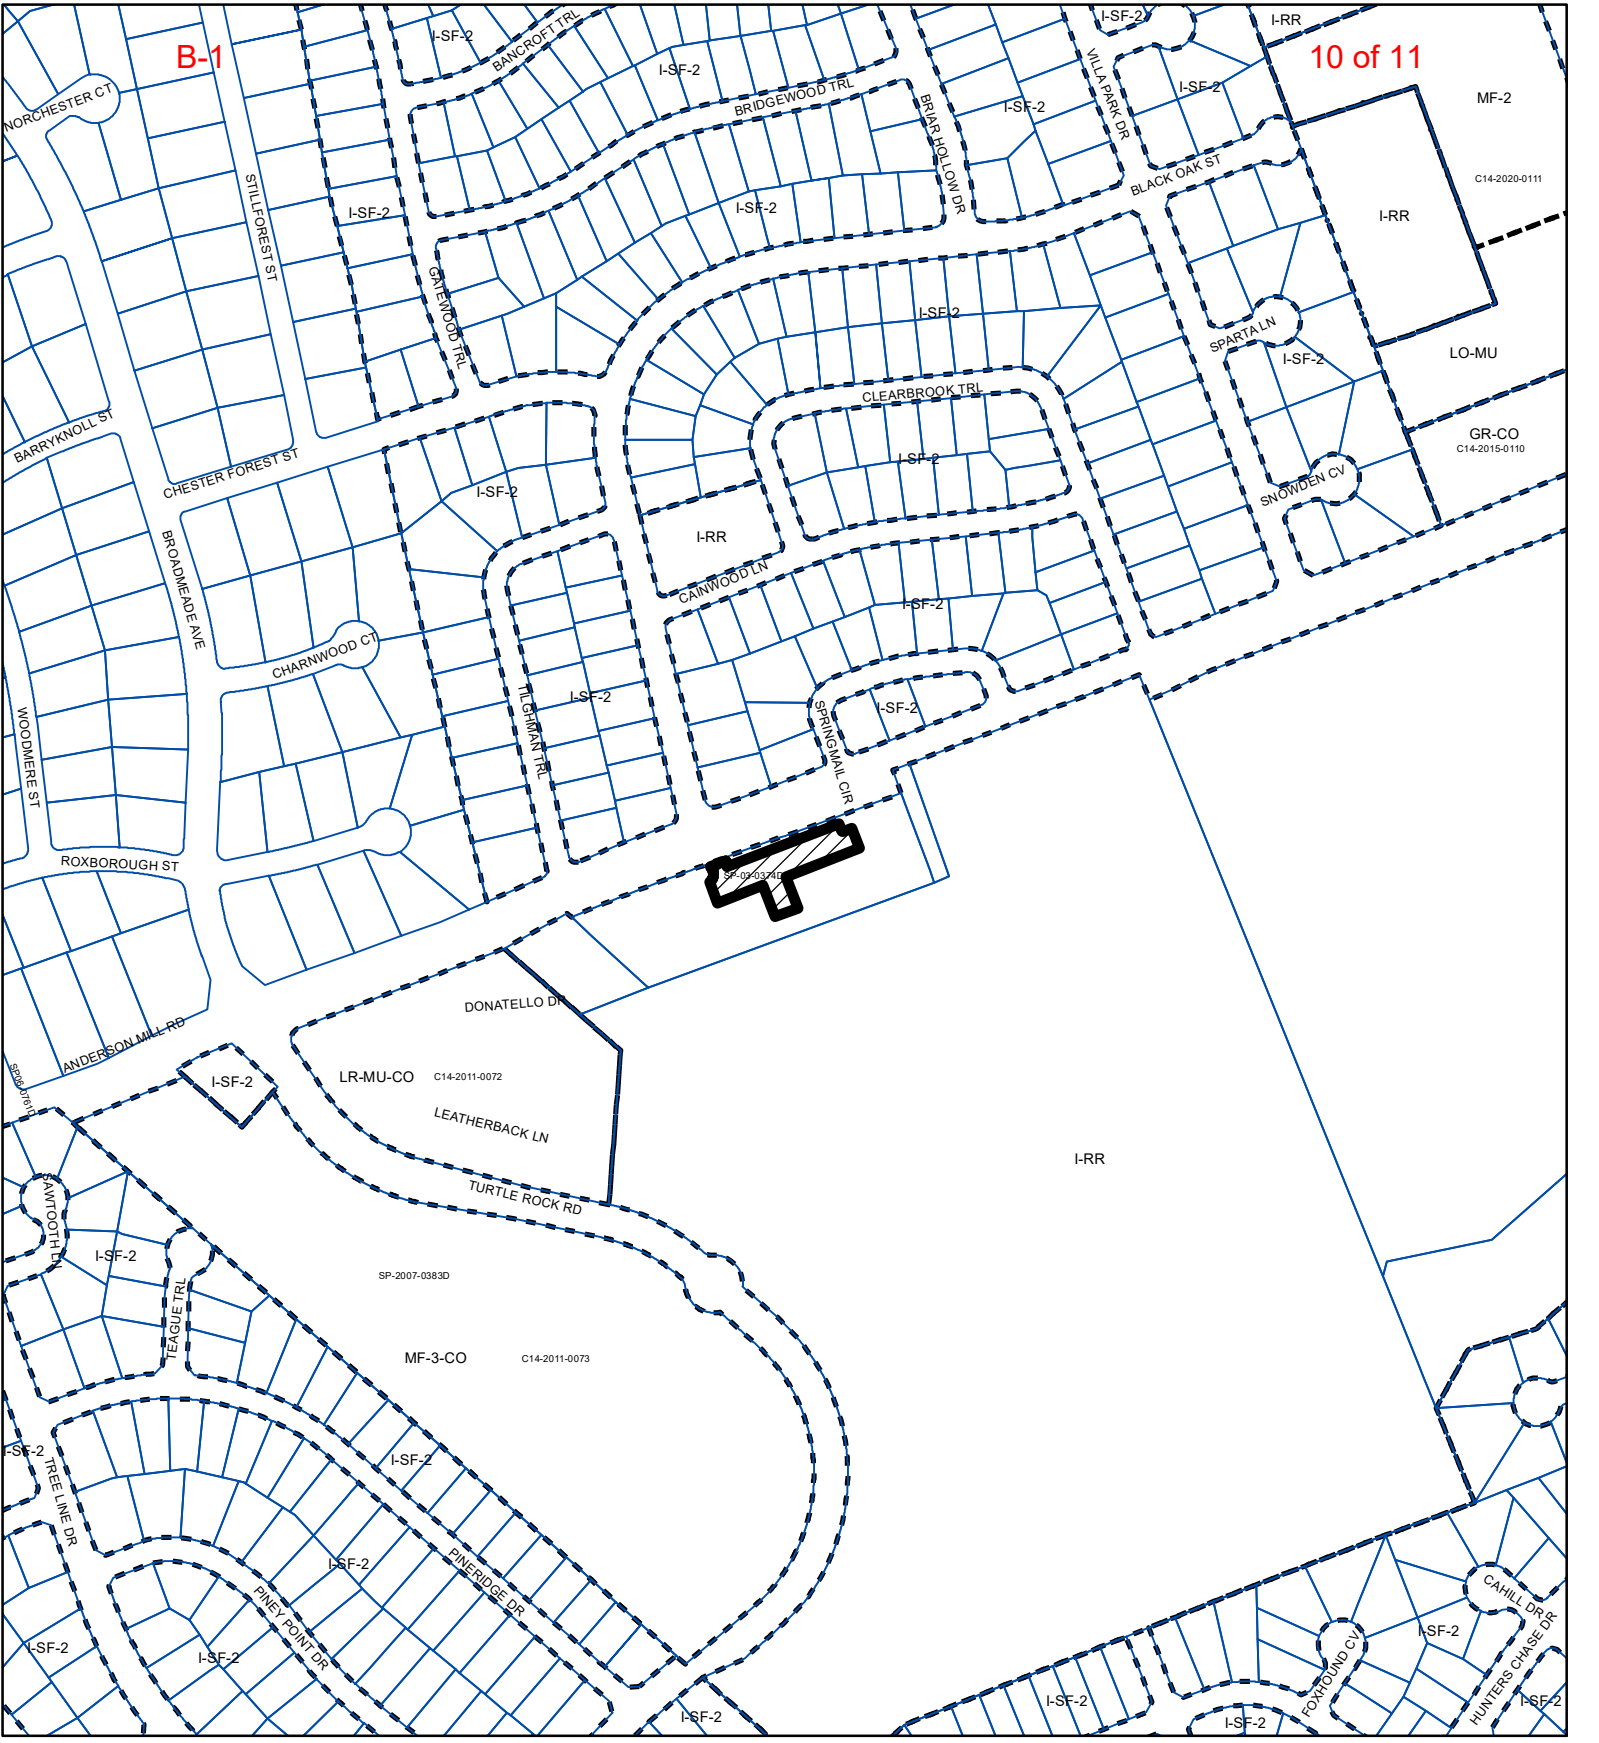 B-1
10 of 11
I-SF-2
BANCROFT TRL
I-SF-2
I-RR
I-SF-2
VILLA PARK DR
I-SF-2
MF-2
NORCHESTER CT
BRIDGEWOOD TRL
BRIAR HOLLOW DR
I-SF-2
BLACK OAK ST
C14-2020-0111
STILLFOREST ST
I-SF-2
I-SF-2
I-RR
GATEWOOD TRL
I-SF-2
SPARTA LN
I-SF-2
LO-MU
CLEARBROOK TRL
BARRYKNOLL ST
GR-CO
C14-2015-0110
CHESTER FOREST ST
I-SF-2
I-SF-2
SNOWDEN CV
I-RR
BROADMEADE AVE
CAINWOOD LN
I-SF-2
CHARNWOOD CT
I-SF-2
TILGHMAN TRL
SPRINGMAIL CIR
I-SF-2
WOODMERE ST
ROXBOROUGH ST
SP-03-0374D
DONATELLO DR
ANDERSON MILL RD
SP06-0761D
I-SF-2
LR-MU-CO
C14-2011-0072
LEATHERBACK LN
I-RR
TURTLE ROCK RD
SAWTOOTH LN
I-SF-2
SP-2007-0383D
TEAGUE TRL
MF-3-CO
C14-2011-0073
I-SF-2
I-SF-2
TREE LINE DR
I-SF-2
PINERIDGE DR
PINEY POINT DR
CAHILL DR
I-SF-2
I-SF-2
I-SF-2
FOXHOUND CV
HUNTERS CHASE DR
I-SF-2
I-SF-2
I-SF-2
I-SF-2